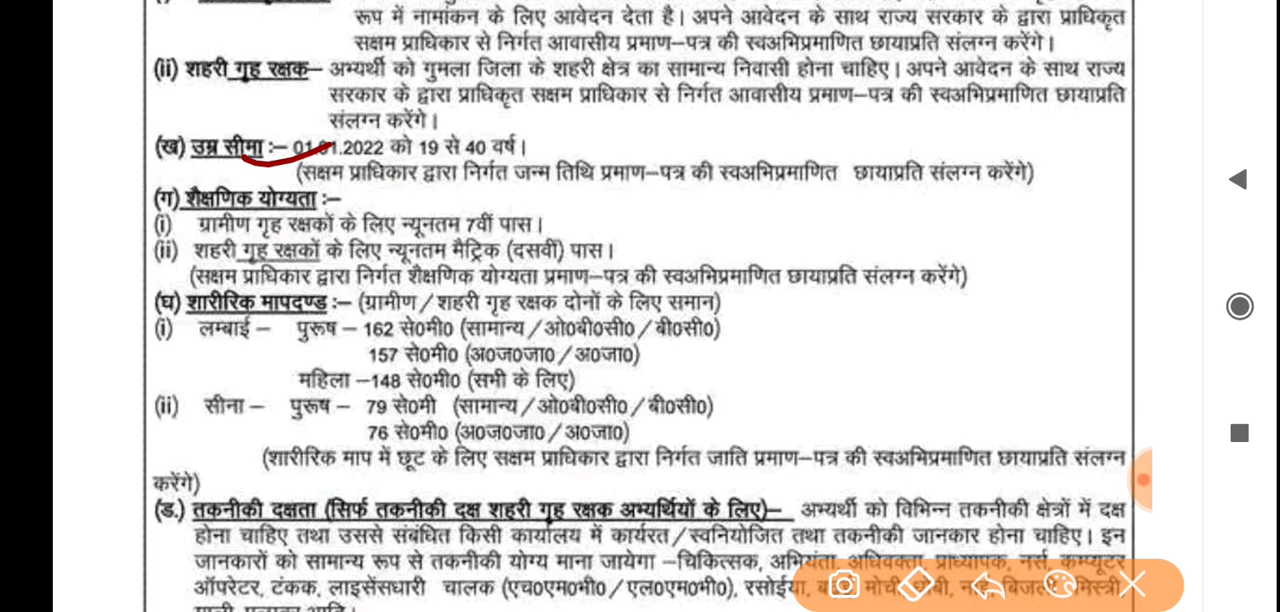 रूप में नामांकन के लिए आवेदन देता है। अपने आवेदन के साथ राज्य सरकार के द्वारा प्राधिकृत
सक्षम प्राधिकार से निर्गत आवासीय प्रमाण–पत्र की स्वअभिप्रमाणित छायाप्रति संलग्न करेंगे।
(ii) शहरी गृह रक्षक– अभ्यर्थी को गुमला जिला के शहरी क्षेत्र का सामान्य निवासी होना चाहिए। अपने आवेदन के साथ राज्य
सरकार के द्वारा प्राधिकृत सक्षम प्राधिकार से निर्गत आवासीय प्रमाण–पत्र की स्वअभिप्रमाणित छायाप्रति
संलग्न करेंगे।
(ख) उम्र सीमा :– 01.01.2022 को 19 से 40 वर्ष।
(सक्षम प्राधिकार द्वारा निर्गत जन्म तिथि प्रमाण–पत्र की स्वअभिप्रमाणित छायाप्रति संलग्न करेंगे)
(ग) शैक्षणिक योग्यता :–
(i) ग्रामीण गृह रक्षकों के लिए न्यूनतम 7वीं पास।
(ii) शहरी गृह रक्षकों के लिए न्यूनतम मैट्रिक (दसवीं) पास।
(सक्षम प्राधिकार द्वारा निर्गत शैक्षणिक योग्यता प्रमाण–पत्र की स्वअभिप्रमाणित छायाप्रति संलग्न करेंगे)
(घ) शारीरिक मापदण्ड :– (ग्रामीण/शहरी गृह रक्षक दोनों के लिए समान)
(i) लम्बाई – पुरूष – 162 से0मी0 (सामान्य/ओ0बी0सी0/बी0सी0)
157 से0मी0 (अ0ज0जा0/अ0जा0)
महिला –148 से0मी0 (सभी के लिए)
(ii) सीना – पुरूष – 79 से0मी (सामान्य/ओ0बी0सी0/बी0सी0)
76 से0मी0 (अ0ज0जा0/अ0जा0)
(शारीरिक माप में छूट के लिए सक्षम प्राधिकार द्वारा निर्गत जाति प्रमाण–पत्र की स्वअभिप्रमाणित छायाप्रति संलग्न
करेंगे)
(ड.) तकनीकी दक्षता (सिर्फ तकनीकी दक्ष शहरी गृह रक्षक अभ्यर्थियों के लिए)– अभ्यर्थी को विभिन्न तकनीकी क्षेत्रों में दक्ष
होना चाहिए तथा उससे संबंधित किसी कार्यालय में कार्यरत/स्वनियोजित तथा तकनीकी जानकार होना चाहिए। इन
जानकारों को सामान्य रूप से तकनीकी योग्य माना जायेगा –चिकित्सक, अभियंता, अधिवक्ता, प्राध्यापक, नर्स, कम्प्यूटर
ऑपरेटर, टंकक, लाइसेंसधारी चालक (एच0एम0भी0/एल0एम0भी0), रसोईया, मोची, धोबी, नाई, बिजली मिस्त्री